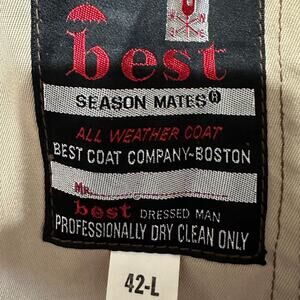 best
SEASON MATES®
ALL WEATHER COAT
BEST COAT COMPANY~BOSTON
MR.
best DRESSED MAN
PROFESSIONALLY DRY CLEAN ONLY
42-L